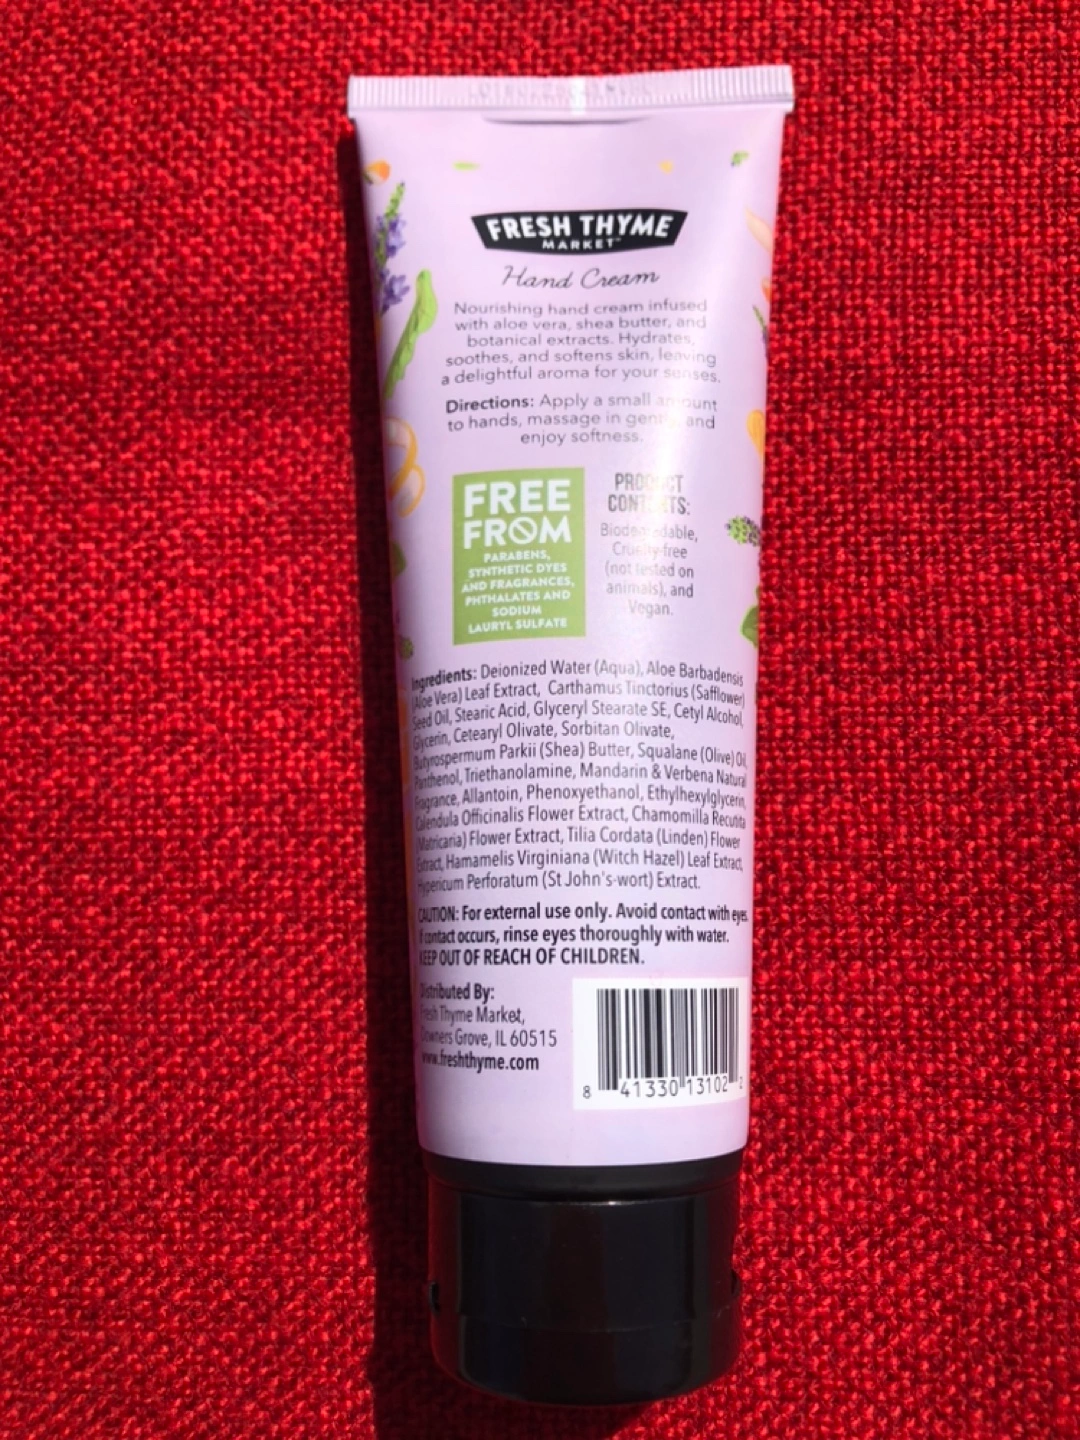 FRESH THYME
MARKET™
Hand Cream
Nourishing hand cream infused
with aloe vera, shea butter, and
botanical extracts. Hydrates,
soothes, and softens skin, leaving
a delightful aroma for your senses.
Directions: Apply a small amount
to hands, massage in gently, and
enjoy softness.
FREE
FROM
PARABENS,
SYNTHETIC DYES
AND FRAGRANCES,
PHTHALATES AND
SODIUM
LAURYL SULFATE
PRODUCT
CONTENTS:
Biodegradable,
Cruelty-free
(not tested on
animals), and
Vegan.
Ingredients: Deionized Water (Aqua), Aloe Barbadensis
(Aloe Vera) Leaf Extract, Carthamus Tinctorius (Safflower)
Seed Oil, Stearic Acid, Glyceryl Stearate SE, Cetyl Alcohol,
Glycerin, Cetearyl Olivate, Sorbitan Olivate,
Butyrospermum Parkii (Shea) Butter, Squalane (Olive) Oil,
Panthenol, Triethanolamine, Mandarin & Verbena Natural
Fragrance, Allantoin, Phenoxyethanol, Ethylhexylglycerin,
Calendula Officinalis Flower Extract, Chamomilla Recutita
(Matricaria) Flower Extract, Tilia Cordata (Linden) Flower
Extract, Hamamelis Virginiana (Witch Hazel) Leaf Extract,
Hypericum Perforatum (St John's-wort) Extract.
CAUTION: For external use only. Avoid contact with eyes.
If contact occurs, rinse eyes thoroughly with water.
KEEP OUT OF REACH OF CHILDREN.
Distributed By:
Fresh Thyme Market,
Downers Grove, IL 60515
www.freshthyme.com
8 41330 13102 2